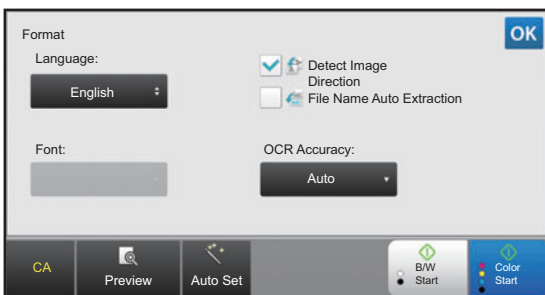 Format
OK
Language:
English
Detect Image
Direction
File Name Auto Extraction
Font:
OCR Accuracy:
Auto
CA
Preview
Auto Set
B/W
Start
Color
Start